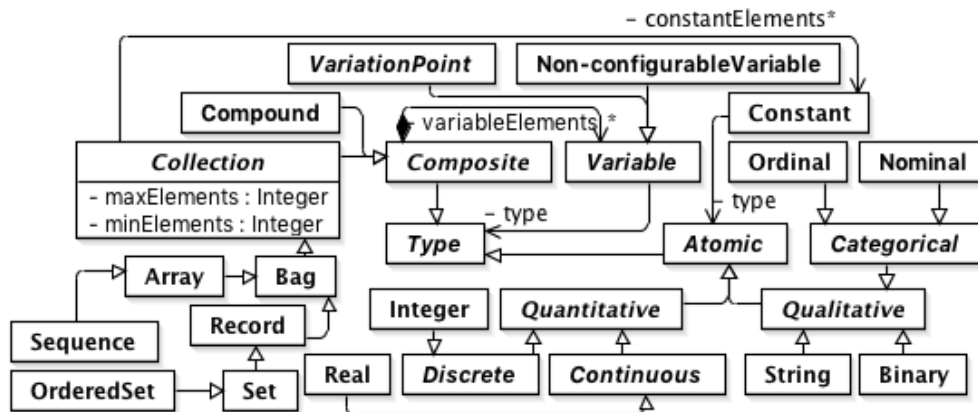 - constantElements*
VariationPoint
Non-configurableVariable
Compound
- variableElements *
Constant
Collection
- maxElements : Integer
- minElements : Integer
Composite
Variable
Ordinal
Nominal
- type
- type
Type
Atomic
Categorical
Array
Bag
Sequence
Record
Integer
Quantitative
Qualitative
OrderedSet
Set
Real
Discrete
Continuous
String
Binary